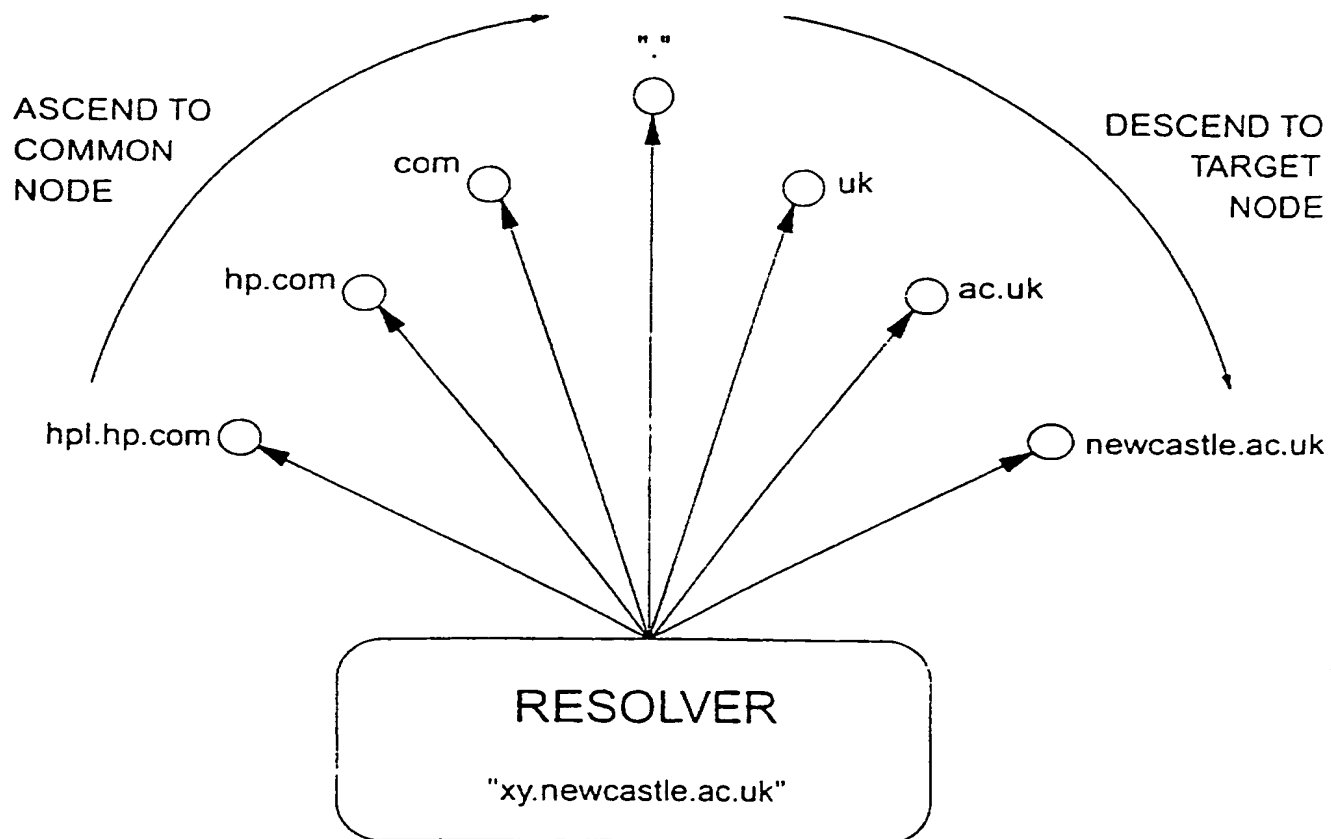 "."
ASCEND TO
COMMON
NODE
DESCEND TO
TARGET
NODE
com
uk
hp.com
ac.uk
hpl.hp.com
newcastle.ac.uk
RESOLVER
"xy.newcastle.ac.uk"